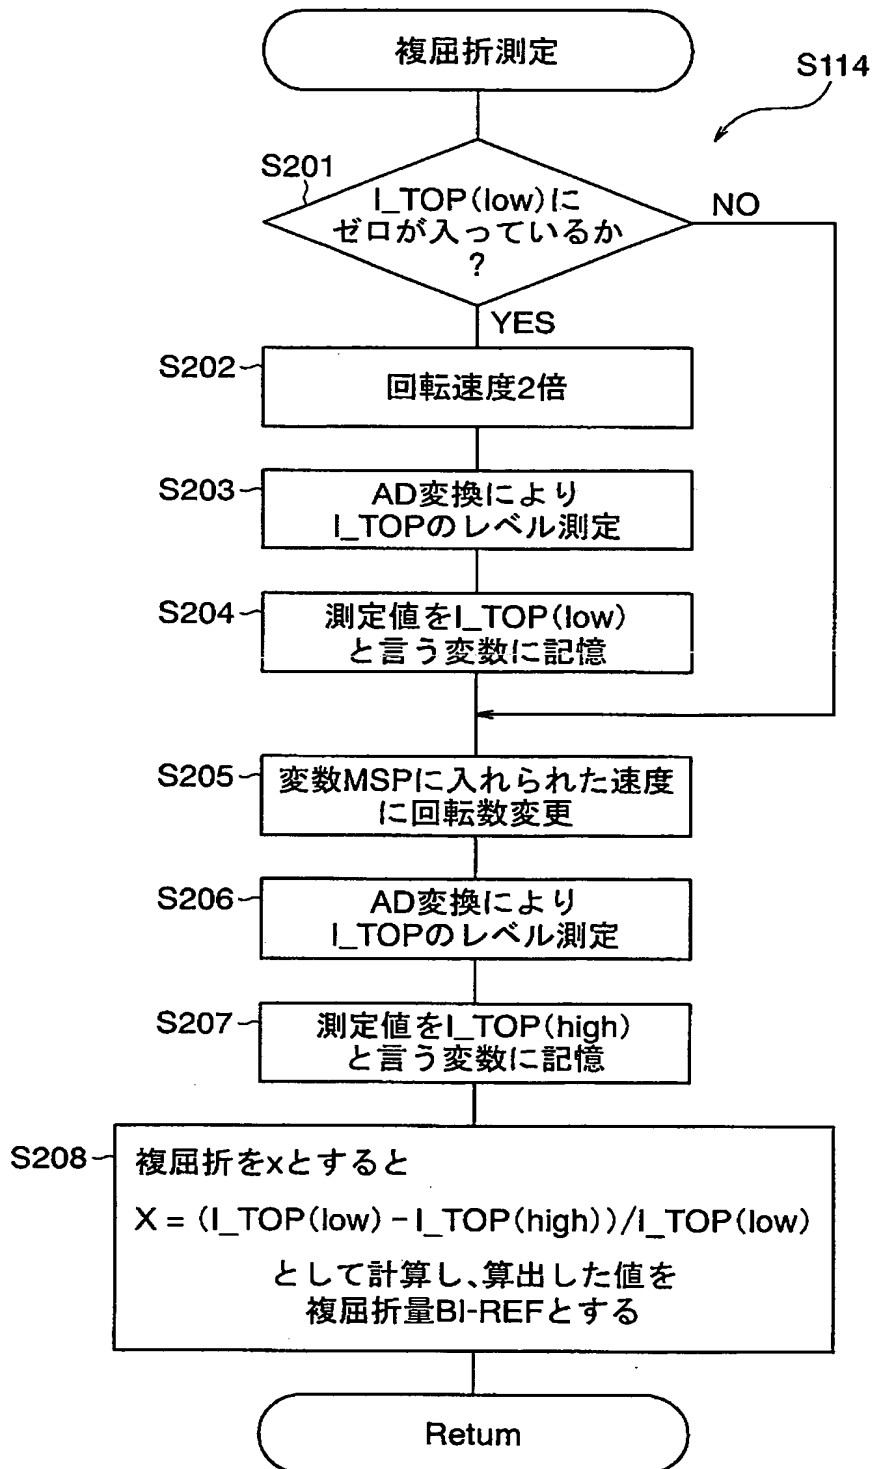 複屈折測定
S114
S201
I_TOP(low)に
ゼロが入っているか
?
NO
YES
S202
回転速度2倍
S203
AD変換により
I_TOPのレベル測定
S204
測定値をI_TOP(low)
と言う変数に記憶
S205
変数MSPに入れられた速度
に回転数変更
S206
AD変換により
I_TOPのレベル測定
S207
測定値をI_TOP(high)
と言う変数に記憶
S208
複屈折をxとすると
X = (I_TOP(low) - I_TOP(high))/I_TOP(low)
として計算し、算出した値を
複屈折量BI-REFとする
Return